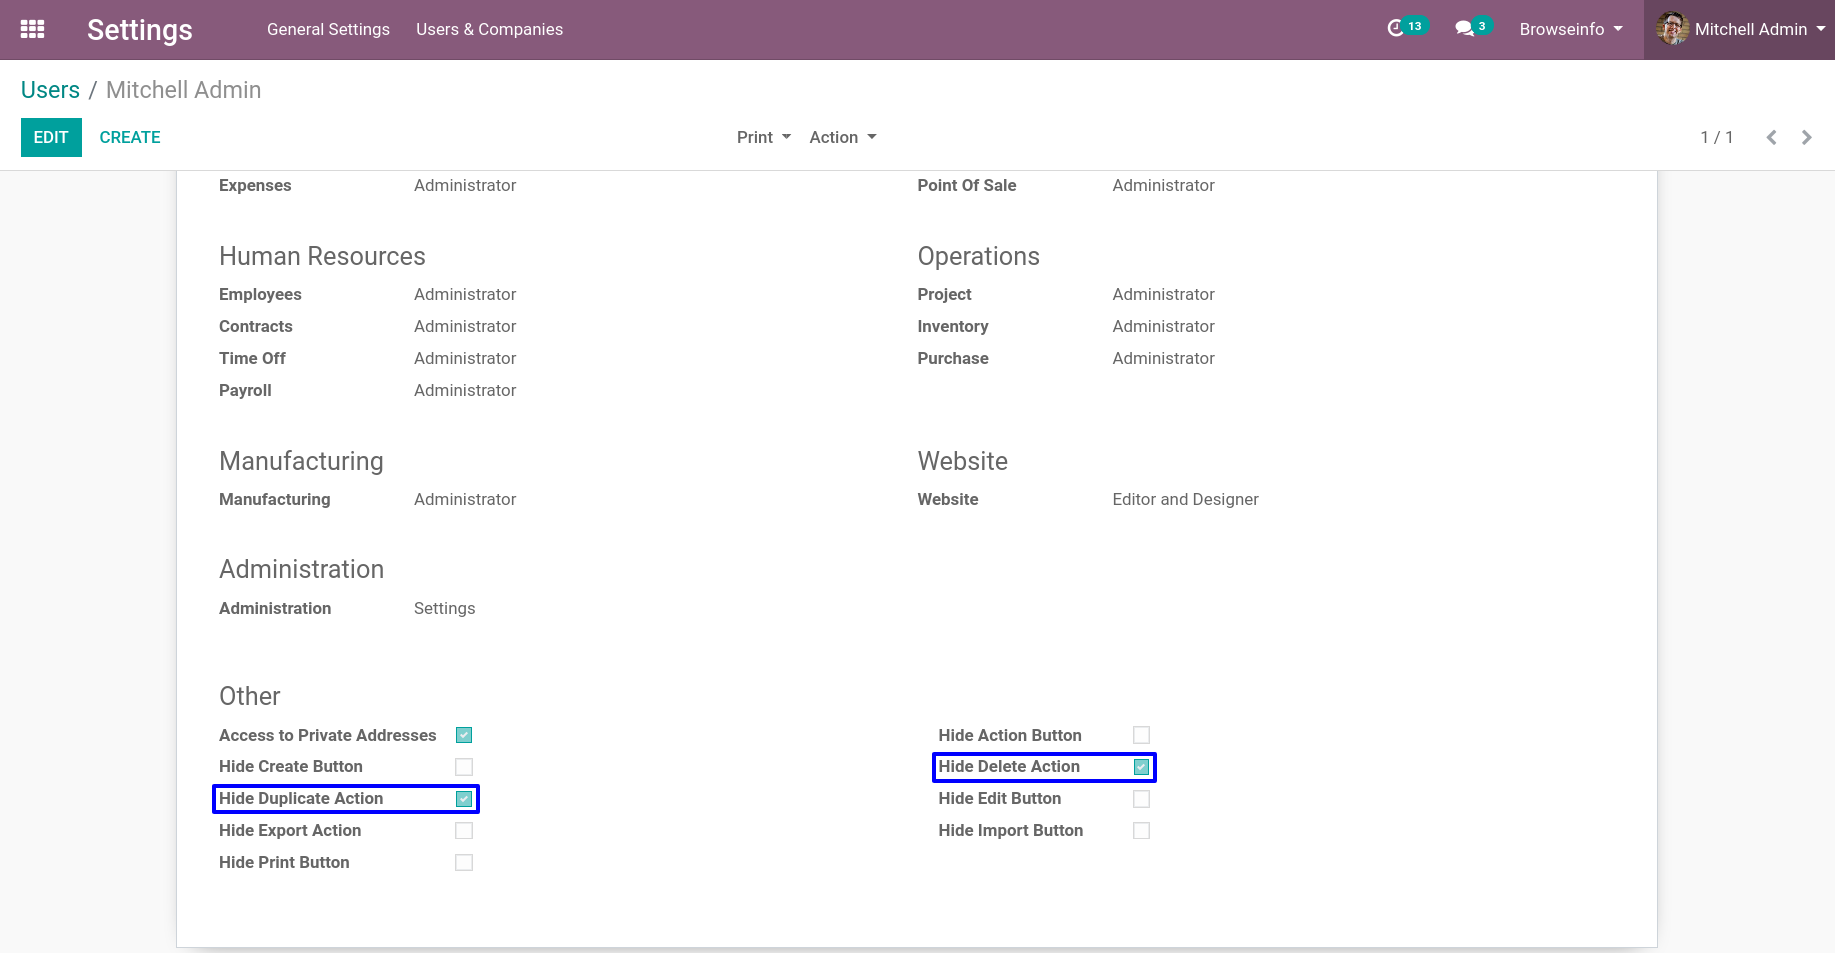 Settings General Settings Users & Companies 13 3 Browseinfo Mitchell Admin
Users / Mitchell Admin
EDIT CREATE Print Action 1 / 1
Expenses Administrator Point Of Sale Administrator
Human Resources Operations
Employees Administrator Project Administrator
Contracts Administrator Inventory Administrator
Time Off Administrator Purchase Administrator
Payroll Administrator
Manufacturing Website
Manufacturing Administrator Website Editor and Designer
Administration
Administration Settings
Other
Access to Private Addresses Hide Action Button
Hide Create Button Hide Delete Action
Hide Duplicate Action Hide Edit Button
Hide Export Action Hide Import Button
Hide Print Button